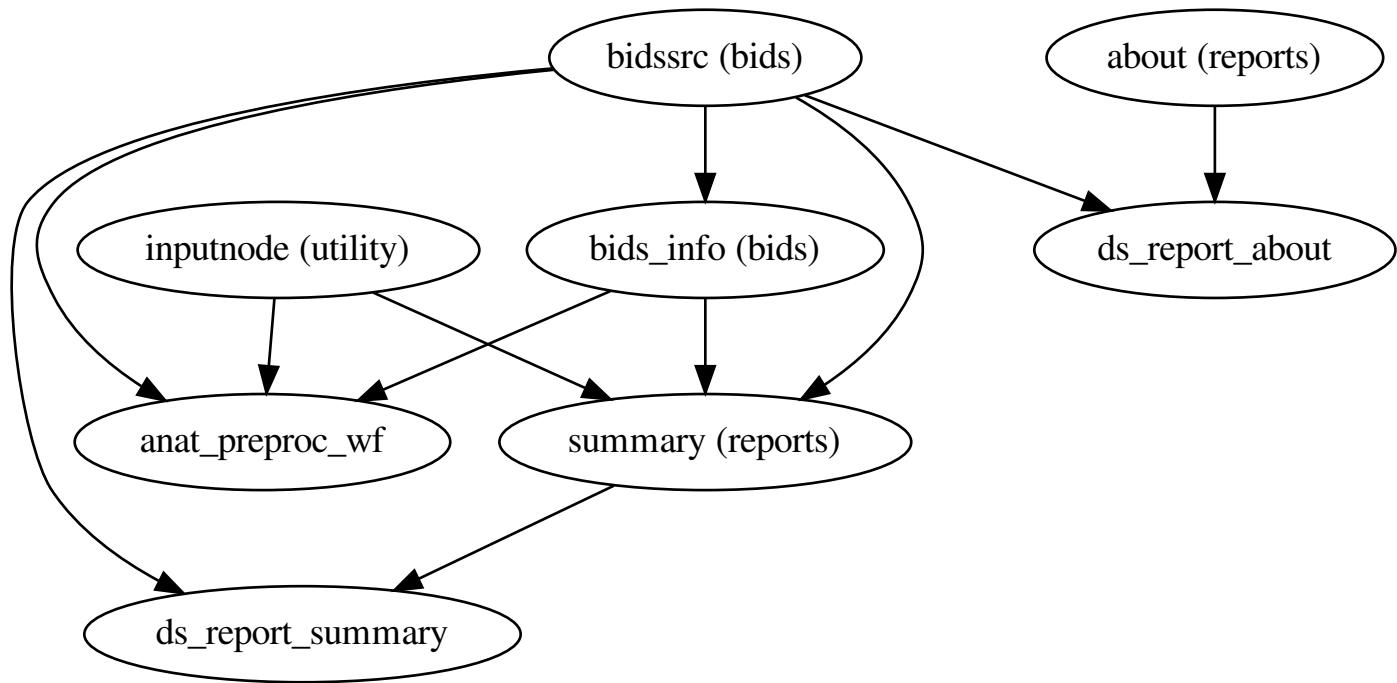 bidssrc (bids)
about (reports)
inputnode (utility)
bids_info (bids)
ds_report_about
anat_preproc_wf
summary (reports)
ds_report_summary